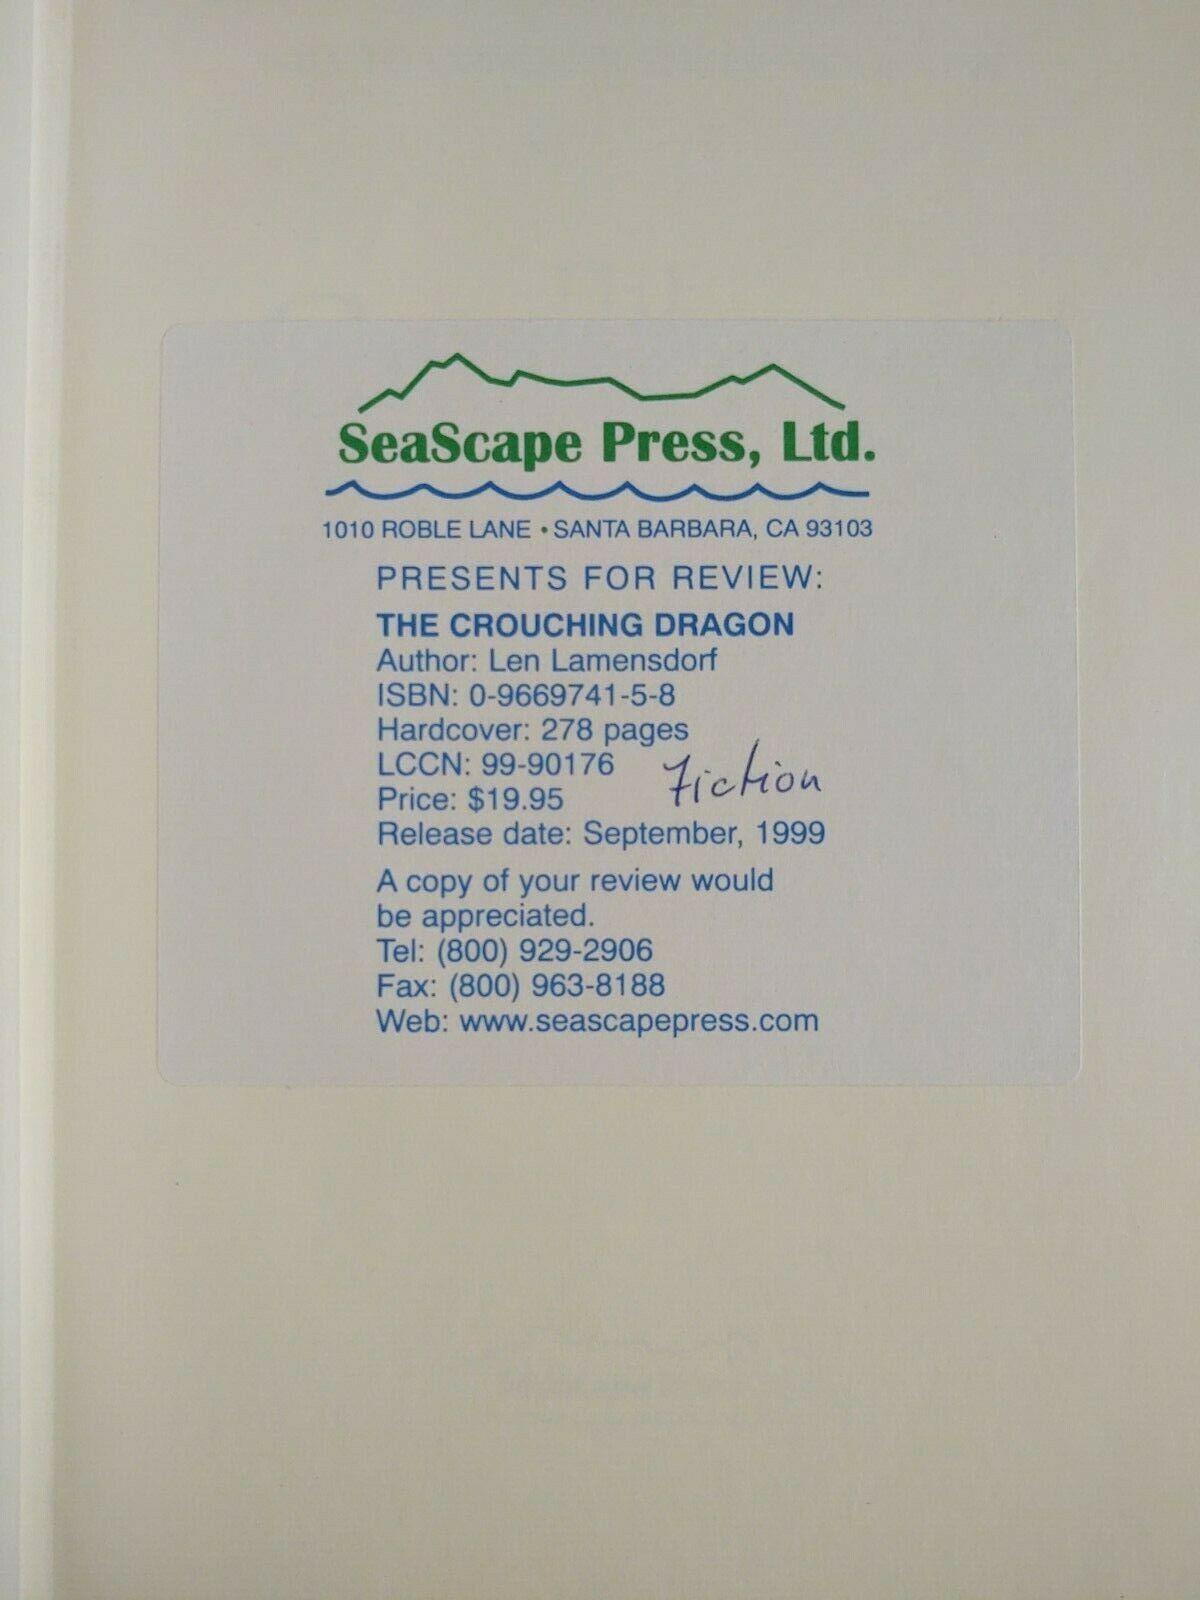 SeaScape Press, Ltd.
1010 ROBLE LANE • SANTA BARBARA, CA 93103
PRESENTS FOR REVIEW:
THE CROUCHING DRAGON
Author: Len Lamensdorf
ISBN: 0-9669741-5-8
Hardcover: 278 pages
LCCN: 99-90176
Fiction
Price: $19.95
Release date: September, 1999
A copy of your review would
be appreciated.
Tel: (800) 929-2906
Fax: (800) 963-8188
Web: www.seascapepress.com